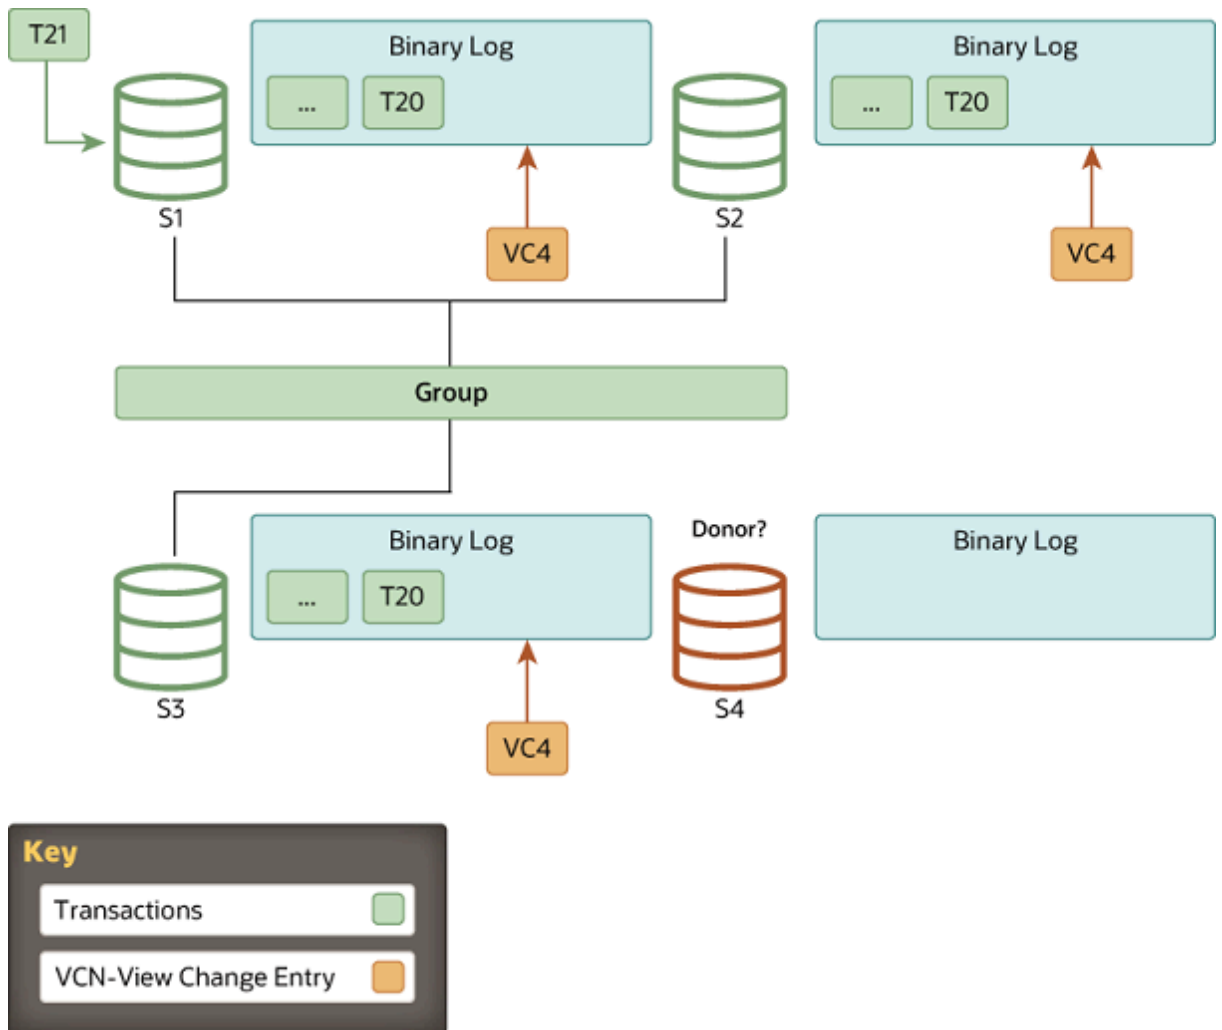 T21
Binary Log
... T20
S1
VC4
Binary Log
... T20
S2
VC4
Group
Binary Log
... T20
S3
VC4
Donor?
S4
Binary Log
Key
Transactions
VCN-View Change Entry